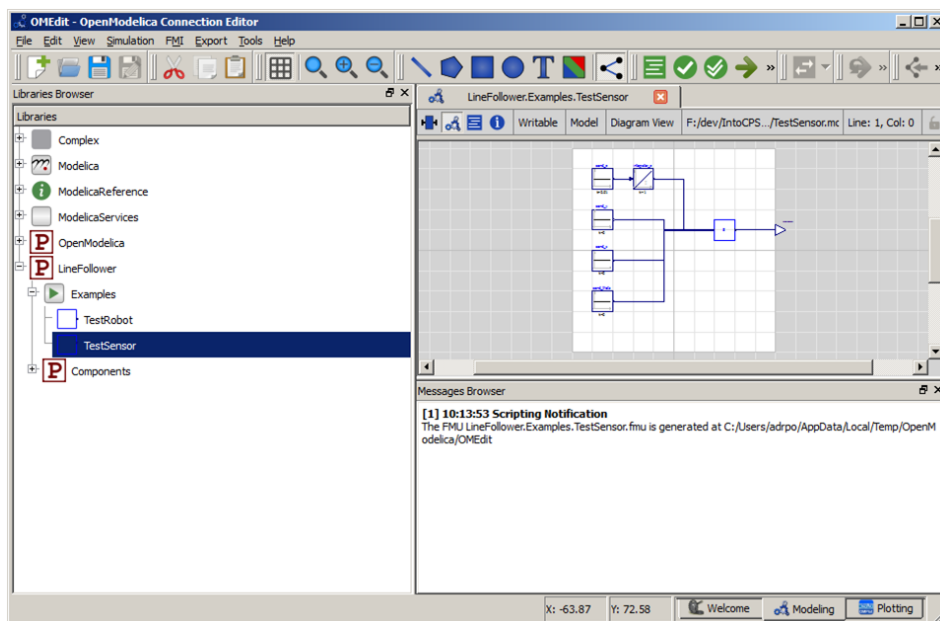 OMEdit - OpenModelica Connection Editor
File Edit View Simulation FMI Export Tools Help
T
Libraries Browser
Libraries
Complex
Modelica
ModelicaReference
ModelicaServices
P OpenModelica
P LineFollower
Examples
TestRobot
TestSensor
P Components
LineFollower.Examples.TestSensor
Writable Model Diagram View F:/dev/IntoCPS.../TestSensor.mo Line: 1, Col: 0
Messages Browser
[1] 10:13:53 Scripting Notification
The FMU LineFollower.Examples.TestSensor.fmu is generated at C:/Users/adrpo/AppData/Local/Temp/OpenM
odelica/OMEdit
X: -63.87 Y: 72.58 Welcome Modeling Plotting